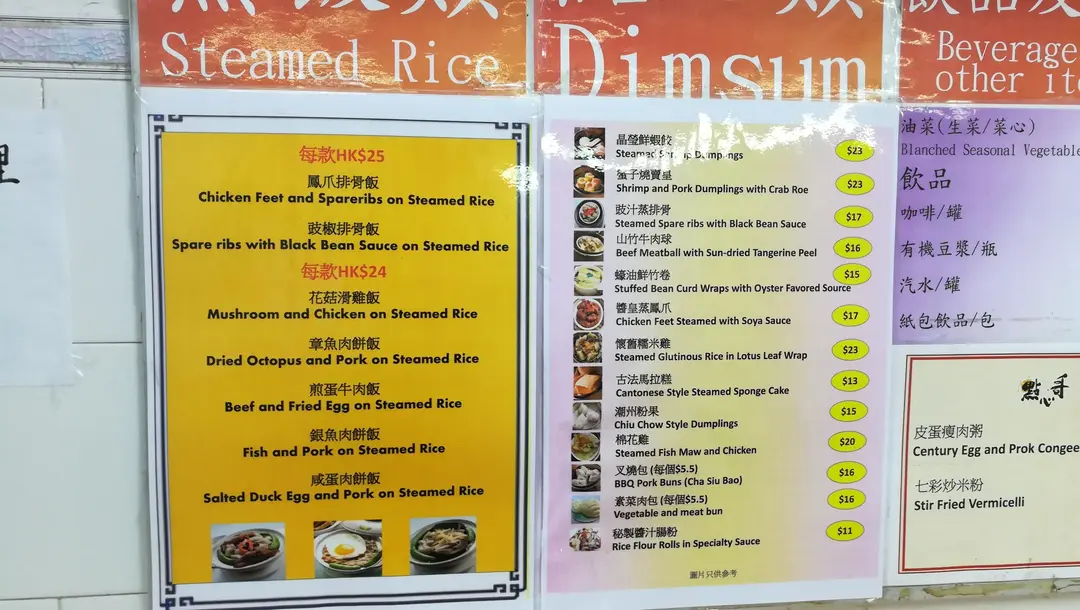 Steamed Rice
每款HK$25
鳳爪排骨飯
Chicken Feet and Spareribs on Steamed Rice
豉椒排骨飯
Spare ribs with Black Bean Sauce on Steamed Rice
每款HK$24
花菇滑雞飯
Mushroom and Chicken on Steamed Rice
章魚肉餅飯
Dried Octopus and Pork on Steamed Rice
煎蛋牛肉飯
Beef and Fried Egg on Steamed Rice
銀魚肉餅飯
Fish and Pork on Steamed Rice
咸蛋肉餅飯
Salted Duck Egg and Pork on Steamed Rice
Dimsum
晶瑩鮮蝦餃
Steamed Shrimp Dumplings
$23
蟹子燒賣皇
Shrimp and Pork Dumplings with Crab Roe
$23
豉汁蒸排骨
Steamed Spare ribs with Black Bean Sauce
$17
山竹牛肉球
Beef Meatball with Sun-dried Tangerine Peel
$16
蠔油鮮竹卷
Stuffed Bean Curd Wraps with Oyster Favored Source
$15
醬皇蒸鳳爪
Chicken Feet Steamed with Soya Sauce
$17
懷舊糯米雞
Steamed Glutinous Rice in Lotus Leaf Wrap
$23
古法馬拉糕
Cantonese Style Steamed Sponge Cake
$13
潮州粉果
Chiu Chow Style Dumplings
$15
棉花雞
Steamed Fish Maw and Chicken
$20
叉燒包 (每個$5.5)
BBQ Pork Buns (Cha Siu Bao)
$16
素菜肉包 (每個$5.5)
Vegetable and meat bun
$16
秘製醬汁腸粉
Rice Flour Rolls in Specialty Sauce
$11
圖片只供參考
飲品及
Beverage
other ite
油菜(生菜/菜心)
Blanched Seasonal Vegetable
飲品
咖啡/罐
有機豆漿/瓶
汽水/罐
紙包飲品/包
點心哥
皮蛋瘦肉粥
Century Egg and Prok Congee
七彩炒米粉
Stir Fried Vermicelli